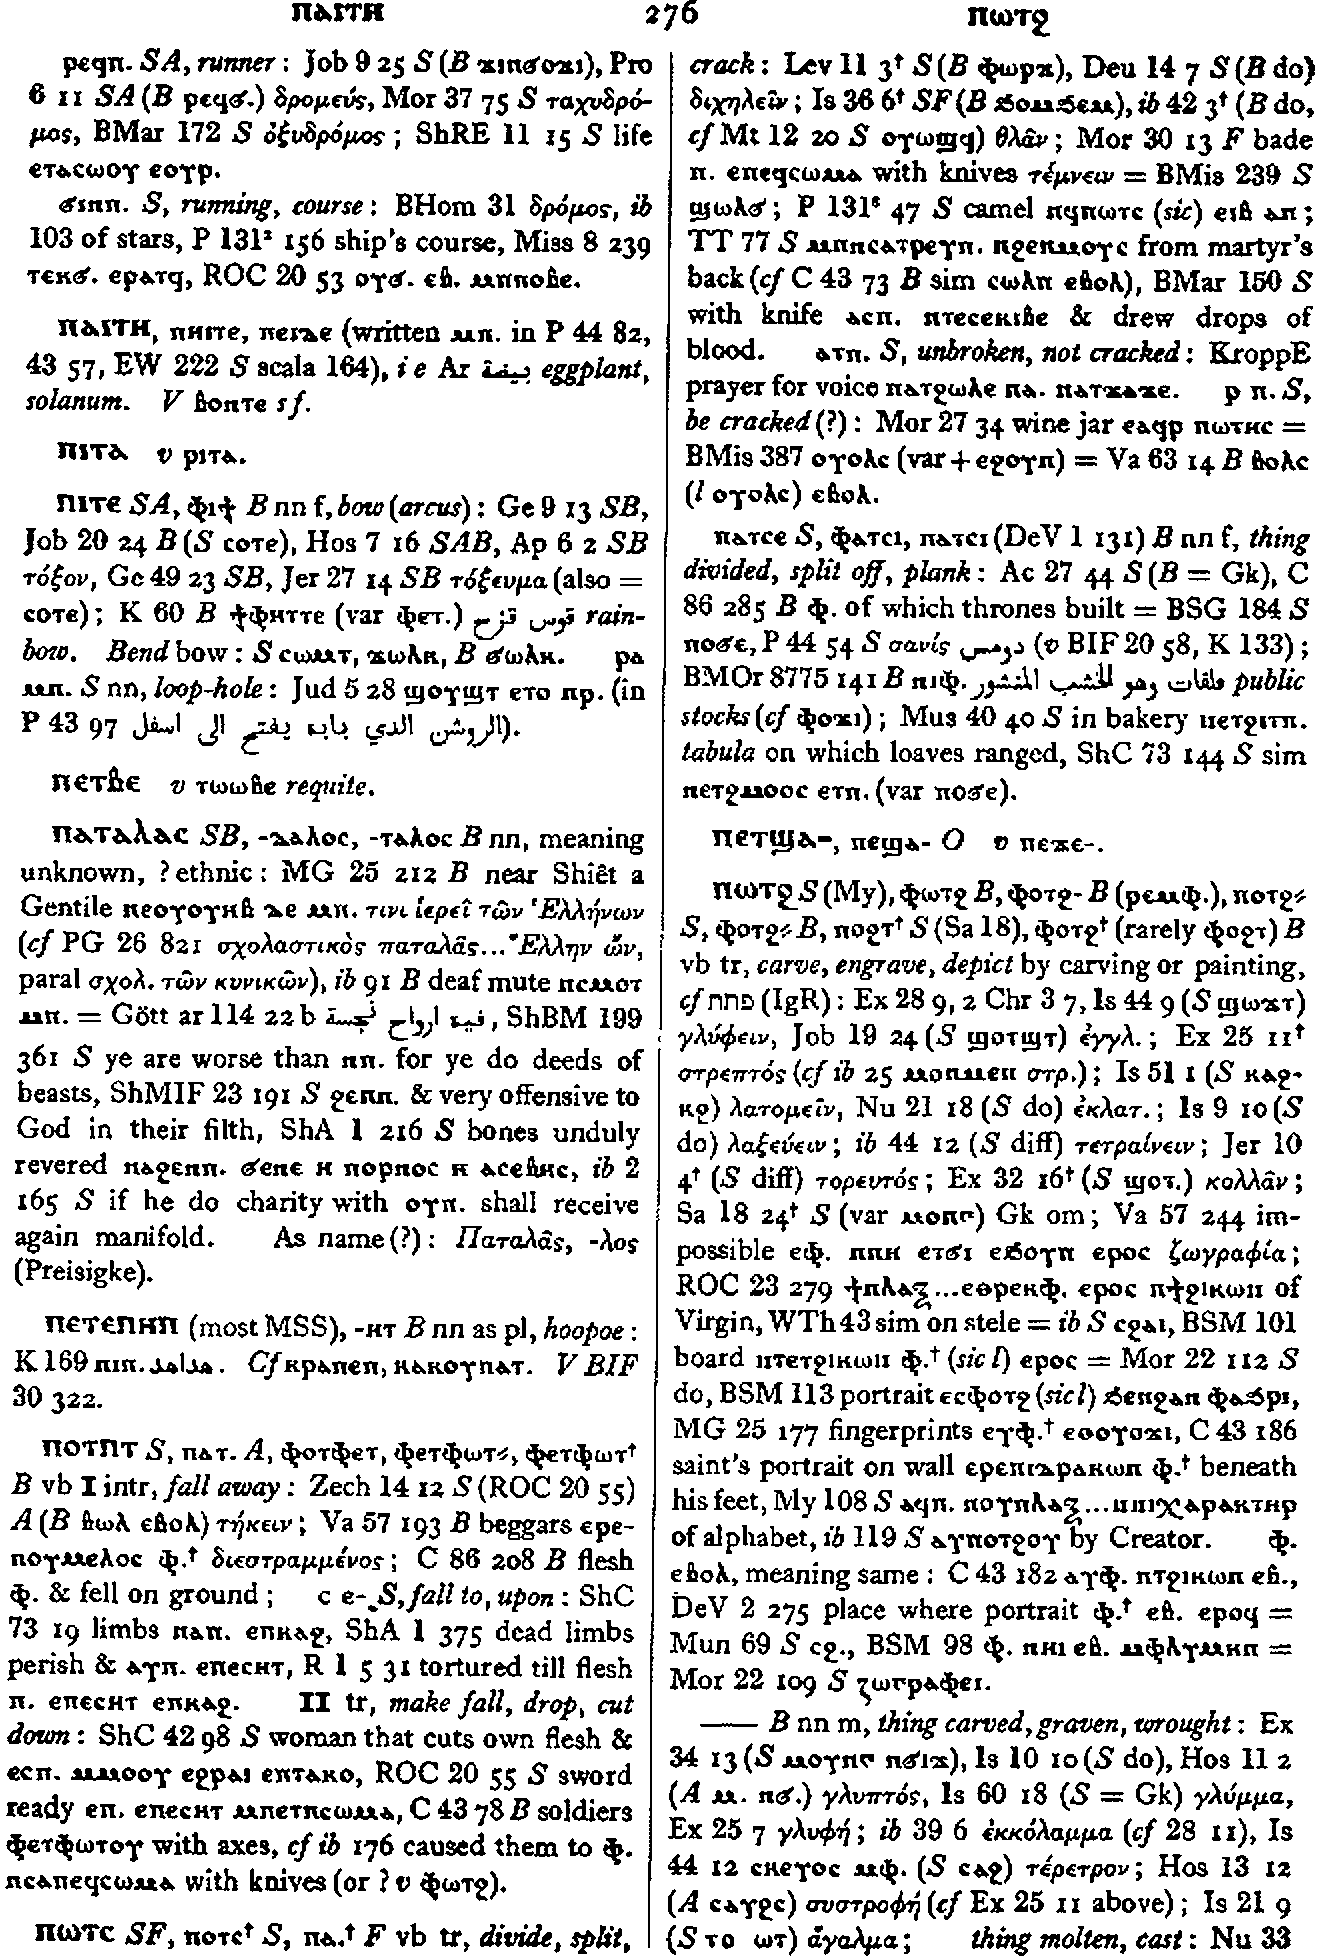 ⲡⲁⲓⲧⲏ 276 ⲡⲱⲧϩ
ⲣⲉϥⲡ. SA, runner: Job 9 25 S (B ϫⲓⲛϭⲟϫⲓ), Pro
6 11 SA (B ⲣⲉϥϭ.) δρομεύς, Mor 37 75 S ταχυδρό-
μος, BMar 172 S ὀξυδρόμος; ShRE 11 15 S life
ⲉⲧⲁⲥⲱⲟⲩ ⲉⲟⲩⲣ.
ϭⲓⲛⲡ. S, running, course: BHom 31 δρόμος, ib
103 of stars, P 131² 156 ship's course, Miss 8 239
ⲧⲉⲕϭ. ⲉⲣⲁⲧϥ, ROC 20 53 ⲟⲩϭ. ⲉⲃ. ⲙⲡⲛⲟⲃⲉ.
ⲡⲁⲓⲧⲏ, ⲡⲏⲓⲧⲉ, ⲡⲉⲓⲇⲉ (written ⲙⲡ. in P 44 82,
43 57, EW 222 S scala 164), i e Ar eggplant,
solanum. V ⲃⲟⲛⲧⲉ sf.
ⲡⲓⲧⲁ v ⲣⲓⲧⲁ.
ⲡⲓⲧⲉ SA, ⲫⲓϯ B nn f, bow (arcus): Ge 9 13 SB,
Job 20 24 B (S ⲥⲟⲧⲉ), Hos 7 16 SAB, Ap 6 2 SB
τόξον, Ge 49 23 SB, Jer 27 14 SB τόξευμα (also =
ⲥⲟⲧⲉ); K 60 B ϯⲫⲏⲧⲧⲉ (var ⲫⲉⲧ.) قوس قزح rain-
bow. Bend bow: S ⲥⲱⲙⲧ, ϫⲱⲗⲕ, B ϭⲱⲗⲕ. ⲣⲁ
ⲙⲡ. S nn, loop-hole: Jud 5 28 ϣⲟⲩϣⲧ ⲉⲧⲟ ⲛⲣ. (in
P 43 97 الروشن الدي بابه يفتح الى اسفل).
ⲡⲉⲧⲃⲉ v ⲧⲱⲱⲃⲉ requite.
ⲡⲁⲧⲁⲗⲁⲥ SB, -ⲇⲁⲗⲟⲥ, -ⲧⲁⲗⲟⲥ B nn, meaning
unknown, ? ethnic: MG 25 212 B near Shiêt a
Gentile ⲛⲉⲟⲩⲟⲩⲏⲃ ⲇⲉ ⲙⲡ. τινι ἱερεῖ τῶν Ἑλλήνων
(cf PG 26 821 σχολαστικὸς παταλᾶς...Ἕλλην ὤν,
paral σχολ. τῶν κυνικῶν), ib 91 B deaf mute ⲛⲥⲙⲟⲧ
ⲙⲡ. = Gött ar 114 22 b فيه ارواح نجسة, ShBM 199
361 S ye are worse than ⲛⲡ. for ye do deeds of
beasts, ShMIF 23 191 S ϩⲉⲛⲡ. & very offensive to
God in their filth, ShA 1 216 S bones unduly
revered ⲛⲁϩⲉⲛⲡ. ϭⲉⲛⲉ ⲏ ⲡⲟⲣⲛⲟⲥ ⲏ ⲁⲥⲉⲃⲏⲥ, ib 2
165 S if he do charity with ⲟⲩⲡ. shall receive
again manifold. As name (?): Παταλᾶς, -λος
(Preisigke).
ⲡⲉⲧⲉⲡⲏⲡ (most MSS), -ⲏⲧ B nn as pl, hoopoe:
K 169 ⲛⲓⲡ. هداهد. Cf ⲕⲣⲁⲡⲉⲡ, ⲕⲁⲕⲟⲩⲡⲁⲧ. V BIF
30 322.
ⲡⲟⲧⲡⲧ S, ⲡⲁⲧ. A, ⲫⲟⲧⲫⲉⲧ, ⲫⲉⲧⲫⲱⲧ⸗, ⲫⲉⲧⲫⲱⲧ†
B vb I intr, fall away: Zech 14 12 S (ROC 20 55)
A (B ⲃⲱⲗ ⲉⲃⲟⲗ) τήκειν; Va 57 193 B beggars ⲉⲣⲉ-
ⲛⲟⲩⲙⲉⲗⲟⲥ ⲫ.† διεστραμμένος; C 86 208 B flesh
ⲫ. & fell on ground; c ⲉ- S, fall to, upon: ShC
73 19 limbs ⲛⲁⲡ. ⲉⲡⲕⲁϩ, ShA 1 375 dead limbs
perish & ⲁⲩⲡ. ⲉⲡⲉⲥⲏⲧ, R 1 5 31 tortured till flesh
ⲡ. ⲉⲡⲉⲥⲏⲧ ⲉⲡⲕⲁϩ. II tr, make fall, drop, cut
down: ShC 42 98 S woman that cuts own flesh &
ⲉⲥⲡ. ⲙⲙⲟⲟⲩ ⲉϩⲣⲁⲓ ⲉⲡⲧⲁⲕⲟ, ROC 20 55 S sword
ready ⲉⲡ. ⲉⲡⲉⲥⲏⲧ ⲙⲡⲉⲧⲛⲥⲱⲙⲁ, C 43 78 B soldiers
ⲫⲉⲧⲫⲱⲧⲟⲩ with axes, cf ib 176 caused them to ⲫ.
ⲛⲥⲁⲡⲉϥⲥⲱⲙⲁ with knives (or ? v ⲫⲱⲧϩ).
ⲡⲱⲧⲥ SF, ⲡⲟⲧⲥ† S, ⲡⲁ.† F vb tr, divide, split,
crack: Lev 11 3† S (B ⲫⲱⲣϫ), Deu 14 7 S (B do)
διχηλεῖν; Is 36 6† SF (B ϧⲟⲙϧⲉⲙ), ib 42 3† (B do,
cf Mt 12 20 S ⲟⲩⲱϣϥ) θλᾶν; Mor 30 13 F bade
ⲡ. ⲉⲡⲉϥⲥⲱⲙⲁ with knives τέμνειν = BMis 239 S
ϣⲱⲗϭ; P 131⁶ 47 S camel ⲛϥⲡⲱⲧⲥ (sic) ⲉⲓⲃ ⲁⲛ;
TT 77 S ⲙⲛⲛⲥⲁⲧⲣⲉⲩⲡ. ⲛϩⲉⲛⲙⲟⲩⲥ from martyr's
back (cf C 43 73 B sim ⲥⲱⲗⲡ ⲉⲃⲟⲗ), BMar 150 S
with knife ⲁⲥⲡ. ⲛⲧⲉⲥⲉⲕⲓⲃⲉ & drew drops of
blood. ⲁⲧⲡ. S, unbroken, not cracked: KroppE
prayer for voice ⲛⲁⲧϩⲱⲗⲉ ⲛⲁ. ⲛⲁⲧϫⲁϫⲉ. ⲣ ⲡ. S,
be cracked (?): Mor 27 34 wine jar ⲉⲁϥⲣ ⲡⲱⲧⲏⲥ =
BMis 387 ⲟⲩⲟⲗⲥ (var + ⲉϩⲟⲩⲛ) = Va 63 14 B ⲃⲟⲗⲥ
(l ⲟⲩⲟⲗⲥ) ⲉⲃⲟⲗ.
ⲡⲁⲧⲥⲉ S, ⲫⲁⲧⲥⲓ, ⲡⲁⲧⲥⲓ (DeV 1 131) B nn f, thing
divided, split off, plank: Ac 27 44 S (B = Gk), C
86 285 B ⲫ. of which thrones built = BSG 184 S
ⲡⲟϭⲉ, P 44 54 S σανίς دومس (v BIF 20 58, K 133);
BMOr 8775 141 B ⲡⲓⲫ. فلقات وهو الخشب المنشور public
stocks (cf ⲫⲟϫⲓ); Mus 40 40 S in bakery ⲡⲉⲧϩⲓⲧⲡ.
tabula on which loaves ranged, ShC 73 144 S sim
ⲡⲉⲧϩⲙⲟⲟⲥ ⲉⲧⲡ. (var ⲡⲟϭⲉ).
ⲡⲉⲧϣⲁ-, ⲡⲉϣⲁ- O v ⲡⲉϫⲉ-.
ⲡⲱⲧϩ S (My), ⲫⲱⲧϩ B, ⲫⲟⲧϩ- B (ⲣⲉⲙⲫ.), ⲡⲟⲧϩ⸗
S, ⲫⲟⲧϩ⸗ B, ⲡⲟϩⲧ† S (Sa 18), ⲫⲟⲧϩ† (rarely ⲫⲟϩⲧ) B
vb tr, carve, engrave, depict by carving or painting,
cf פתח (IgR): Ex 28 9, 2 Chr 3 7, Is 44 9 (S ϣⲱϫⲧ)
γλύφειν, Job 19 24 (S ϣⲟⲧϣⲧ) ἐγγλ.; Ex 25 11†
στρεπτός (cf ib 25 ⲙⲟⲛⲙⲉⲛ στρ.); Is 51 1 (S ⲕⲁϩ-
ⲕϩ) λατομεῖν, Nu 21 18 (S do) ἐκλατ.; Is 9 10 (S
do) λαξεύειν; ib 44 12 (S diff) τετραίνειν; Jer 10
4† (S diff) τορευτός; Ex 32 16† (S ϣⲟⲧ.) κολλᾶν;
Sa 18 24† S (var ⲙⲟⲛⲅ) Gk om; Va 57 244 im-
possible ⲉⲫ. ⲛⲛⲏ ⲉⲧϭⲓ ⲉϧⲟⲩⲛ ⲉⲣⲟⲥ ζωγραφία;
ROC 23 279 ϯⲡⲗⲁⲝ...ⲉⲑⲣⲉⲕⲫ. ⲉⲣⲟⲥ ⲛϯϩⲓⲕⲱⲛ of
Virgin, WTh 43 sim on stele = ib S ⲥϩⲁⲓ, BSM 101
board ⲛⲧⲉⲧϩⲓⲕⲱⲛ ⲫ.† (sic l) ⲉⲣⲟⲥ = Mor 22 112 S
do, BSM 113 portrait ⲉⲥⲫⲟⲧϩ (sic l) ϧⲉⲛϩⲁⲛ ⲫⲁϧⲣⲓ,
MG 25 177 fingerprints ⲉⲩⲫ.† ⲉⲑⲟⲩⲟϫⲓ, C 43 186
saint's portrait on wall ⲉⲣⲉⲡⲓⲇⲣⲁⲕⲱⲛ ⲫ.† beneath
his feet, My 108 S ⲁϥⲡ. ⲛⲟⲩⲡⲗⲁⲝ...ⲛⲛⲓⲭⲁⲣⲁⲕⲧⲏⲣ
of alphabet, ib 119 S ⲁⲩⲡⲟⲧϩⲟⲩ by Creator. ⲫ.
ⲉⲃⲟⲗ, meaning same: C 43 182 ⲁⲩⲫ. ⲛⲧϩⲓⲕⲱⲛ ⲉⲃ.,
DeV 2 275 place where portrait ⲫ.† ⲉⲃ. ⲉⲣⲟϥ =
Mun 69 S ⲥϩ., BSM 98 ⲫ. ⲛⲏⲓ ⲉⲃ. ⲙⲫⲗⲩⲙⲏⲛ =
Mor 22 109 S ⲍⲱⲅⲣⲁⲫⲉⲓ.
—— B nn m, thing carved, graven, wrought: Ex
34 13 (S ⲙⲟⲩⲛⲅ ⲛϭⲓϫ), Is 10 10 (S do), Hos 11 2
(A ⲙ. ⲛϭ.) γλυπτός, Is 60 18 (S = Gk) γλύμμα,
Ex 25 7 γλυφή; ib 39 6 ἐκκόλαμμα (cf 28 11), Is
44 12 ⲥⲕⲉⲩⲟⲥ ⲙⲫ. (S ⲥⲁϩ) τέρετρον; Hos 13 12
(A ⲥⲁⲩϩⲥ) συστροφή (cf Ex 25 11 above); Is 21 9
(S ⲧⲟ ⲱⲧ) ἄγαλμα; thing molten, cast: Nu 33